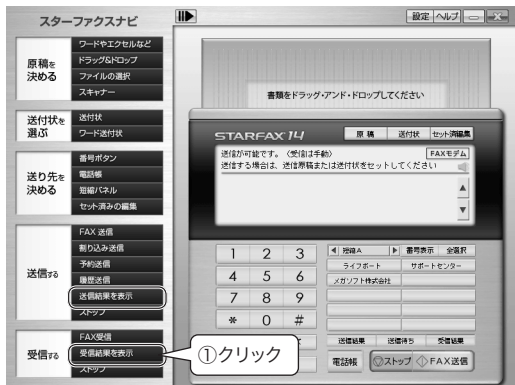 スターファクスナビ
設定 ヘルプ
原稿を
決める
ワードやエクセルなど
ドラッグ&ドロップ
ファイルの選択
スキャナー
送付状を
選ぶ
送付状
ワード送付状
送り先を
決める
番号ボタン
電話帳
短縮パネル
セット済みの編集
送信する
FAX 送信
割り込み送信
予約送信
履歴送信
送信結果を表示
ストップ
受信する
FAX受信
受信結果を表示
ストップ
①クリック
書類をドラッグ・アンド・ドロップしてください
STARFAX 14
原 稿 送付状 セット済編集
送信が可能です。（受信は手動）
FAXモデム
送信する場合は、送信原稿または送付状をセットしてください
1 2 3
4 5 6
7 8 9
* 0 #
短縮A 番号表示 全選択
ライフボート サポートセンター
メガソフト株式会社
送信結果 送信待ち 受信結果
電話帳 ストップ FAX送信